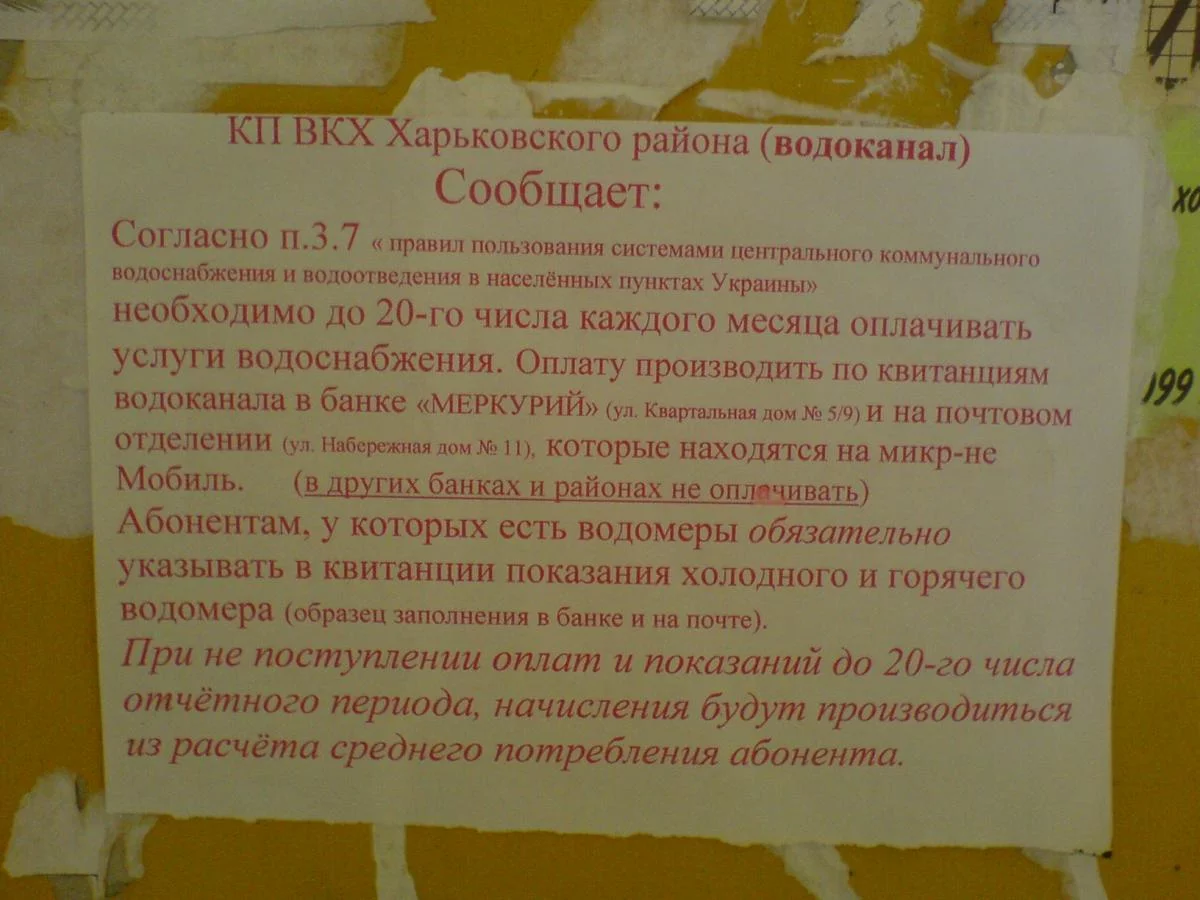 КП ВКХ Харьковского района (водоканал)
Сообщает:
Согласно п.3.7 « правил пользования системами центрального коммунального
водоснабжения и водоотведения в населённых пунктах Украины»
необходимо до 20-го числа каждого месяца оплачивать
услуги водоснабжения. Оплату производить по квитанциям
водоканала в банке «МЕРКУРИЙ» (ул. Квартальная дом № 5/9) и на почтовом
отделении (ул. Набережная дом № 11), которые находятся на микр-не
Мобиль. (в других банках и районах не оплачивать)
Абонентам, у которых есть водомеры обязательно
указывать в квитанции показания холодного и горячего
водомера (образец заполнения в банке и на почте).
При не поступлении оплат и показаний до 20-го числа
отчётного периода, начисления будут производиться
из расчёта среднего потребления абонента.
хо
199